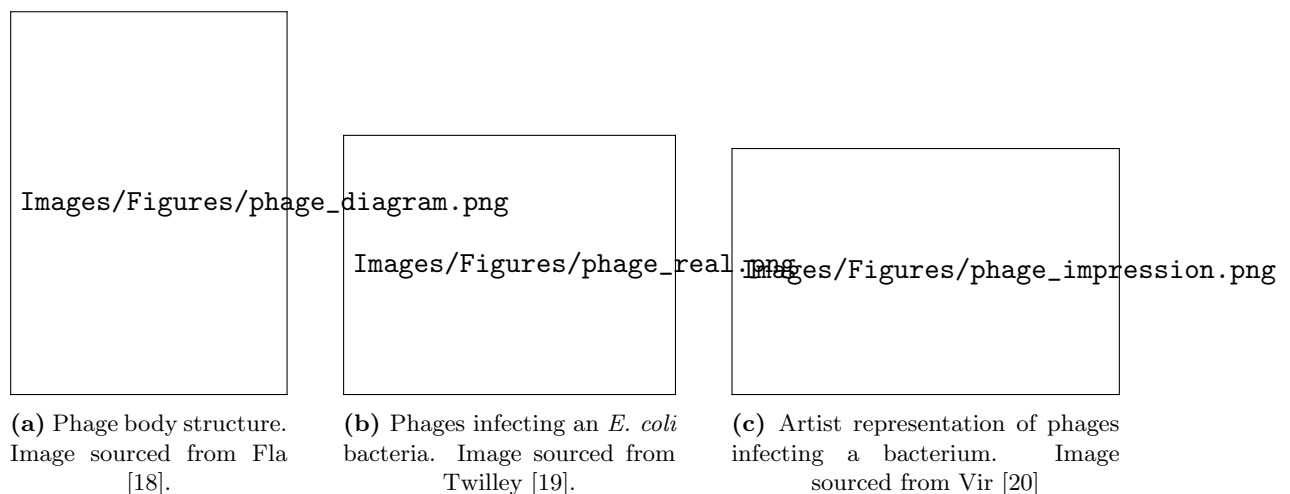 Images/Figures/phage_diagram.png
Images/Figures/phage_real.png
Images/Figures/phage_impression.png
(a) Phage body structure.
Image sourced from Fla
[18].
(b) Phages infecting an E. coli
bacteria. Image sourced from
Twilley [19].
(c) Artist representation of phages
infecting a bacterium. Image
sourced from Vir [20]